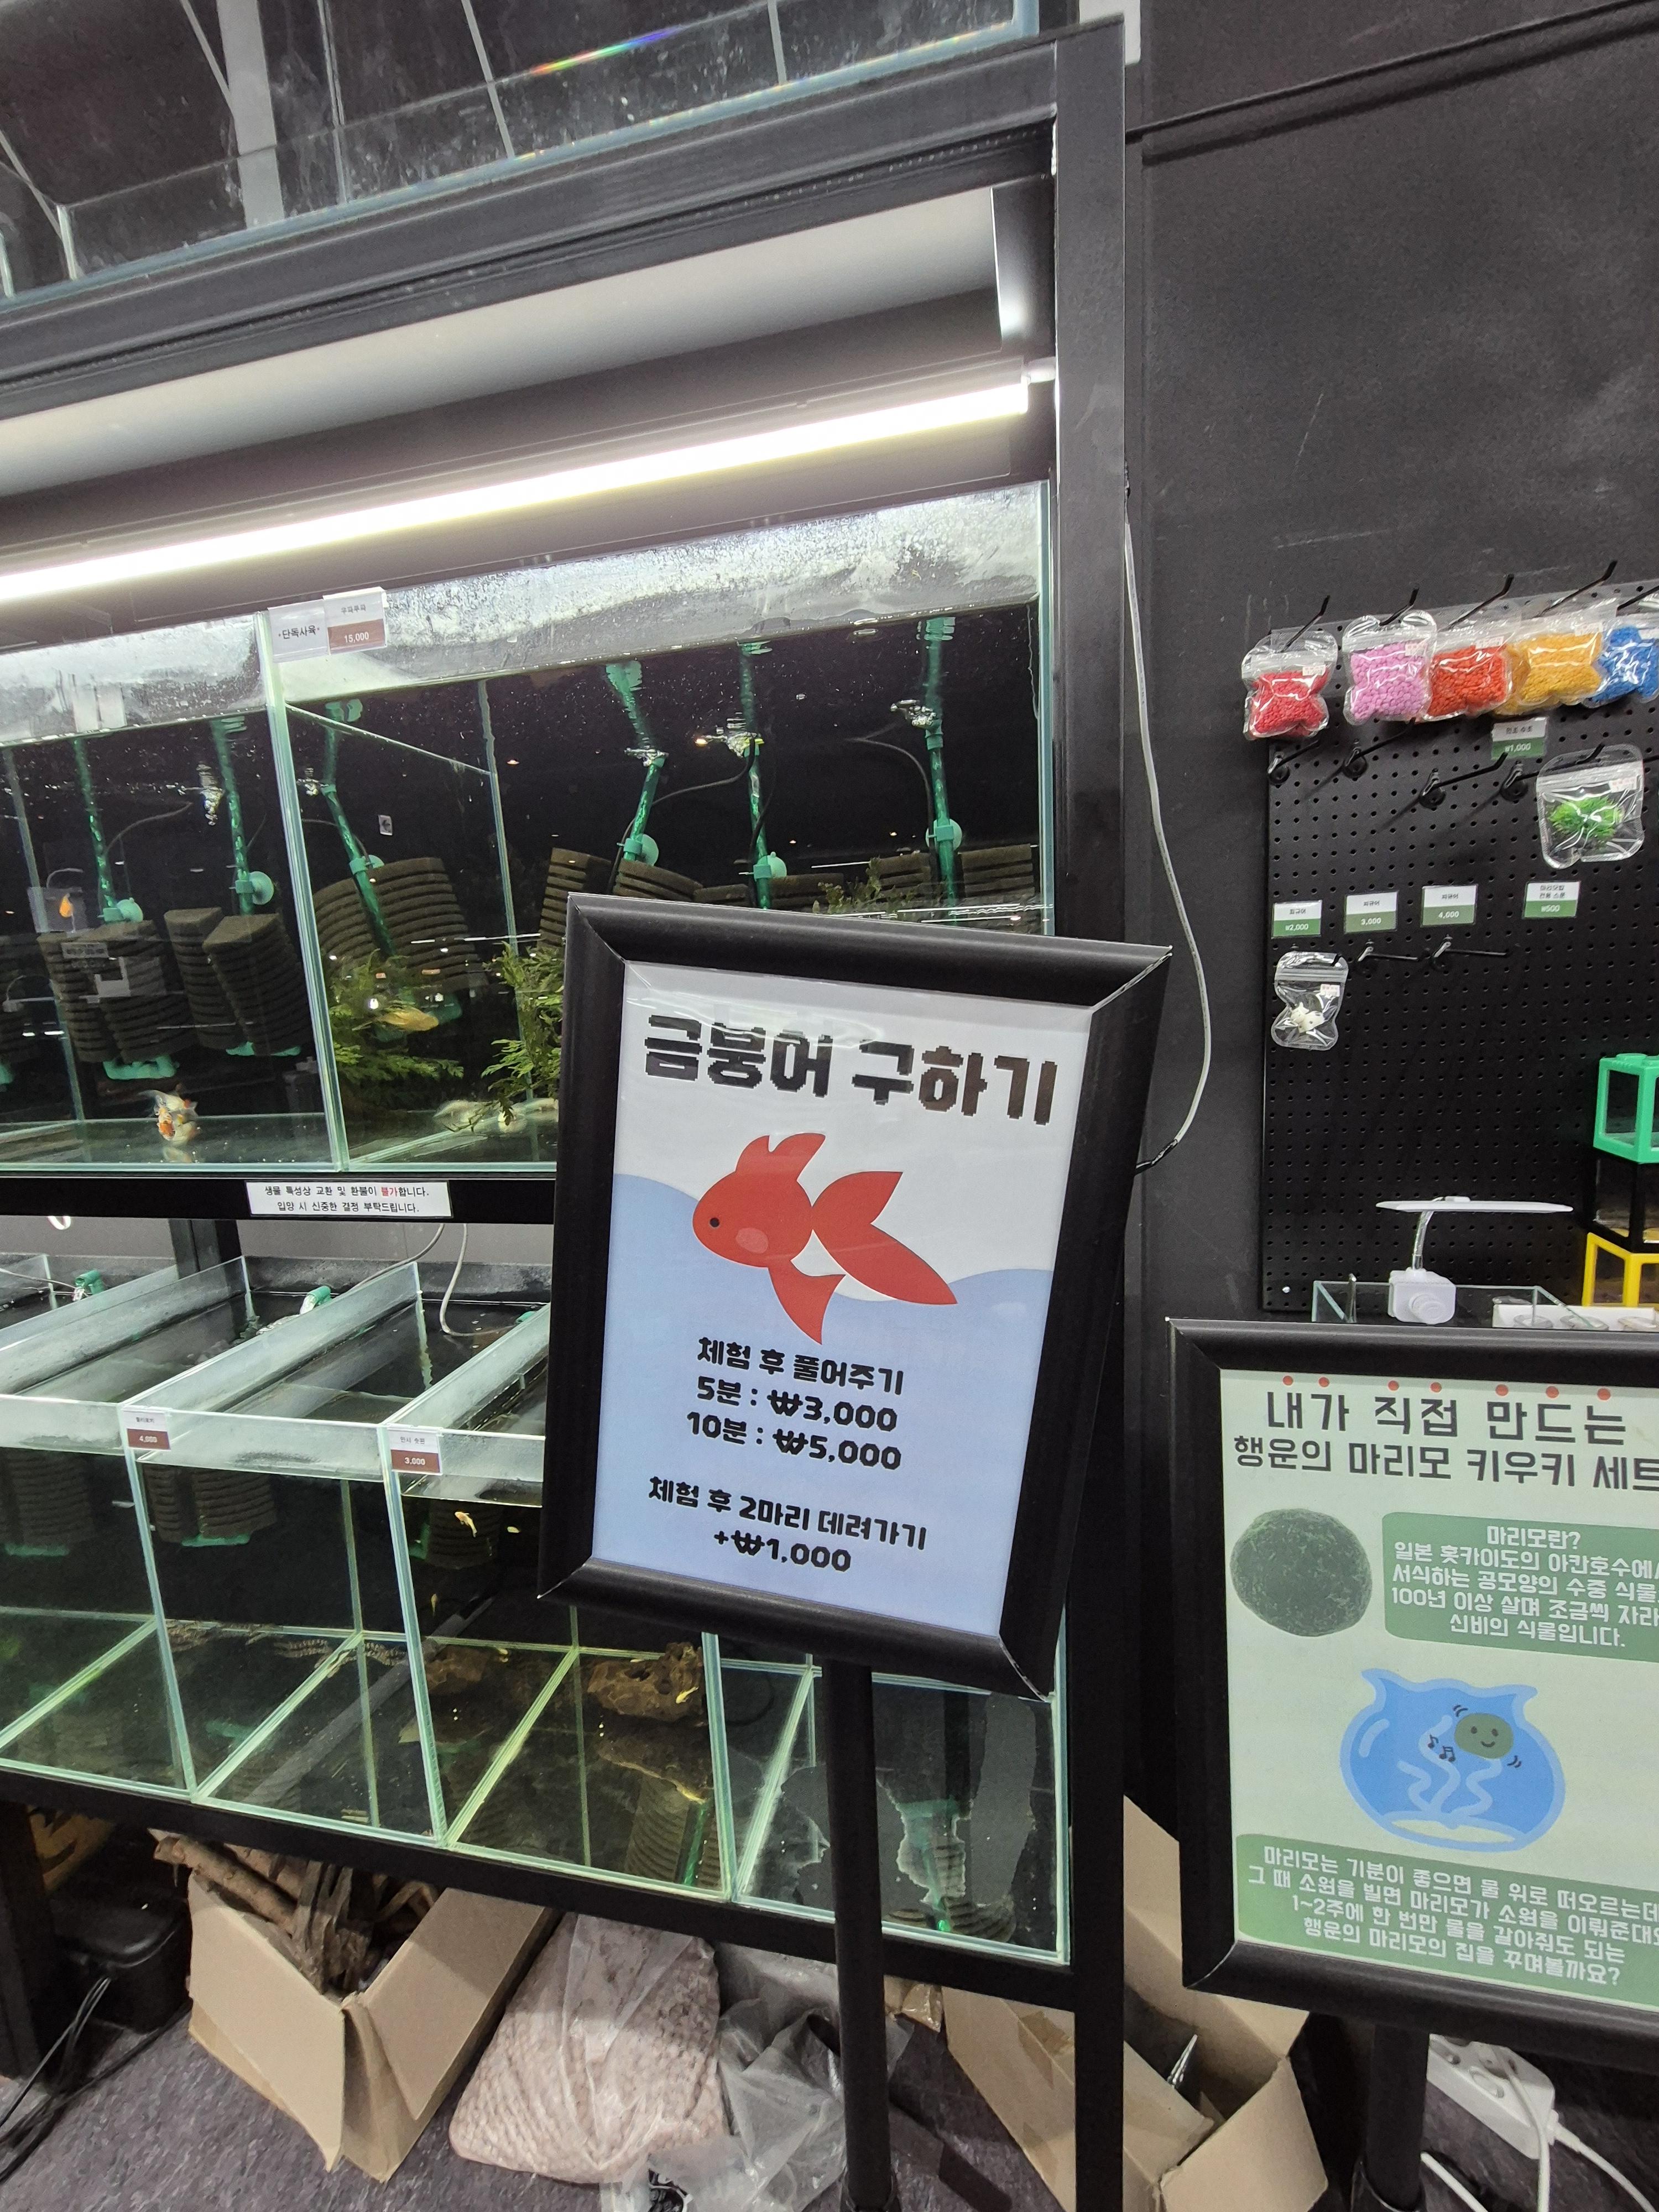 구피루비
15,000
•단독사육•
₩1,000
₩2,000
3,000
4,000
₩500
금붕어 구하기
체험 후 풀어주기
5분 : ₩3,000
10분 : ₩5,000
체험 후 2마리 데려가기
+₩1,000
생물 특성상 교환 및 환불이 불가합니다.
입양 시 신중한 결정 부탁드립니다.
4,000
3,000
내가 직접 만드는
행운의 마리모 키우키 세트
마리모란?
일본 홋카이도의 아칸호수에서
서식하는 공모양의 수중 식물
100년 이상 살며 조금씩 자라
신비의 식물입니다.
마리모는 기분이 좋으면 물 위로 떠오르는데
그 때 소원을 빌면 마리모가 소원을 이뤄준대
1~2주에 한 번만 물을 갈아줘도 되는
행운의 마리모의 집을 꾸며볼까요?